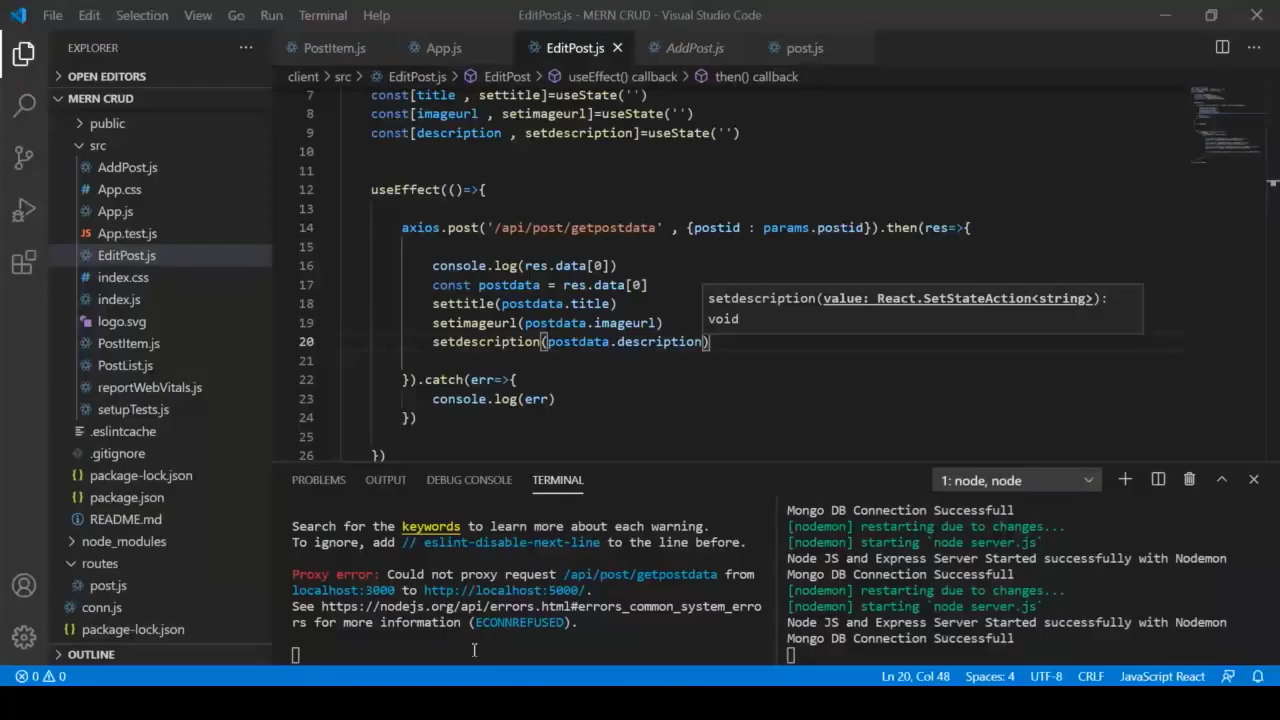 File Edit Selection View Go Run Terminal Help EditPost.js - MERN CRUD - Visual Studio Code
EXPLORER
OPEN EDITORS
MERN CRUD
public
src
AddPost.js
App.css
App.js
JS App.test.js
EditPost.js
index.css
index.js
logo.svg
PostItem.js
PostList.js
reportWebVitals.js
setupTests.js
.eslintcache
.gitignore
{} package-lock.json
{} package.json
README.md
node_modules
routes
post.js
conn.js
{} package-lock.json
OUTLINE
PostItem.js App.js EditPost.js AddPost.js post.js
client > src > EditPost.js > EditPost > useEffect() callback > then() callback
7 const[title , settitle]=useState('')
8 const[imageurl , setimageurl]=useState('')
9 const[description , setdescription]=useState('')
10
11
12 useEffect(()=>{
13
14 axios.post('/api/post/getpostdata' , {postid : params.postid}).then(res=>{
15
16 console.log(res.data[0])
17 const postdata = res.data[0]
18 settitle(postdata.title)
19 setimageurl(postdata.imageurl)
20 setdescription(postdata.description)
21
22 }).catch(err=>{
23 console.log(err)
24 })
25
26 })
setdescription(value: React.SetStateAction<string>):
void
PROBLEMS OUTPUT DEBUG CONSOLE TERMINAL 1: node, node
Search for the keywords to learn more about each warning.
To ignore, add // eslint-disable-next-line to the line before.
Proxy error: Could not proxy request /api/post/getpostdata from
localhost:3000 to http://localhost:5000/.
See https://nodejs.org/api/errors.html#errors_common_system_erro
rs for more information (ECONNREFUSED).
Mongo DB Connection Successfull
[nodemon] restarting due to changes...
[nodemon] starting `node server.js`
Node JS and Express Server Started successfully with Nodemon
Mongo DB Connection Successfull
[nodemon] restarting due to changes...
[nodemon] starting `node server.js`
Node JS and Express Server Started successfully with Nodemon
Mongo DB Connection Successfull
0 0 Ln 20, Col 48 Spaces: 4 UTF-8 CRLF JavaScript React